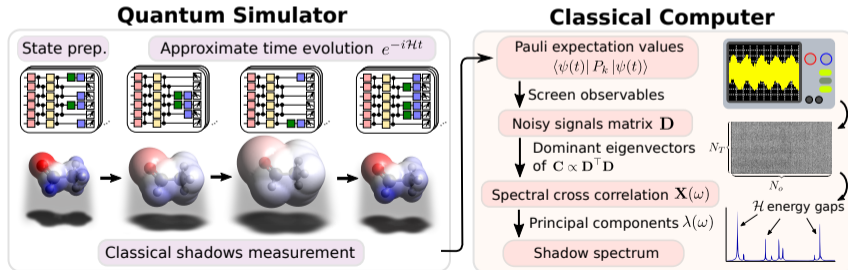 Quantum Simulator
State prep.
Approximate time evolution $e^{-i\mathcal{H}t}$
...
...
...
...
Classical shadows measurement
Classical Computer
Pauli expectation values
⟨ψ(t)| P_k |ψ(t)⟩
Screen observables
Noisy signals matrix D
Dominant eigenvectors
of C ∝ D^⊤D
Spectral cross correlation X(ω)
Principal components λ(ω)
Shadow spectrum
N_T
N_o
ℋ energy gaps